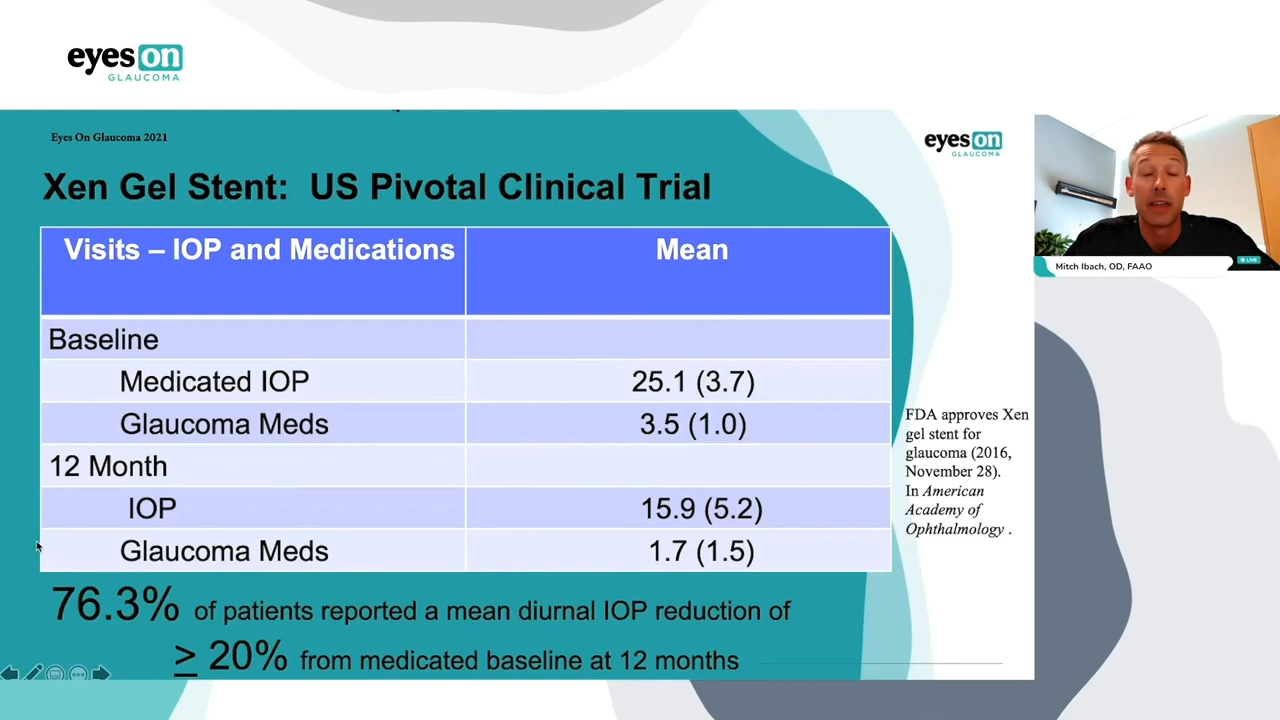 eyes on
GLAUCOMA
Eyes On Glaucoma 2021
eyes on
GLAUCOMA
Xen Gel Stent: US Pivotal Clinical Trial
Visits – IOP and Medications Mean
Baseline
Medicated IOP 25.1 (3.7)
Glaucoma Meds 3.5 (1.0)
12 Month
IOP 15.9 (5.2)
Glaucoma Meds 1.7 (1.5)
76.3% of patients reported a mean diurnal IOP reduction of
≥ 20% from medicated baseline at 12 months
FDA approves Xen
gel stent for
glaucoma (2016,
November 28).
In American
Academy of
Ophthalmology .
Mitch Ibach, OD, FAAO
LIVE